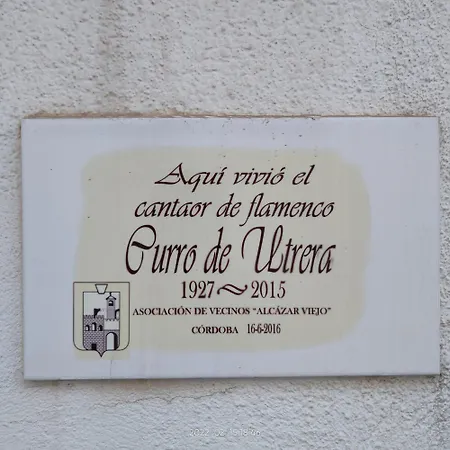 Aquí vivió el
cantaor de flamenco
Curro de Utrera
1927~2015
ASOCIACIÓN DE VECINOS "ALCÁZAR VIEJO"
CÓRDOBA 16-6-2016